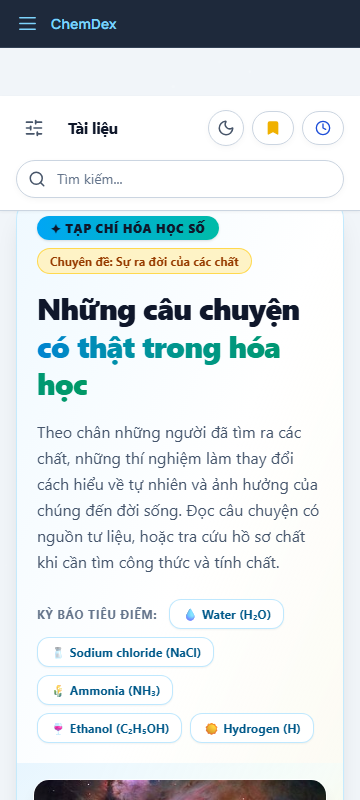 ChemDex
Tài liệu
Tìm kiếm...
✦ TẠP CHÍ HÓA HỌC SỐ
Chuyên đề: Sự ra đời của các chất
Những câu chuyện
có thật trong hóa
học
Theo chân những người đã tìm ra các
chất, những thí nghiệm làm thay đổi
cách hiểu về tự nhiên và ảnh hưởng của
chúng đến đời sống. Đọc câu chuyện có
nguồn tư liệu, hoặc tra cứu hồ sơ chất
khi cần tìm công thức và tính chất.
KỲ BÁO TIÊU ĐIỂM:
Water (H₂O)
Sodium chloride (NaCl)
Ammonia (NH₃)
Ethanol (C₂H₅OH)
Hydrogen (H)